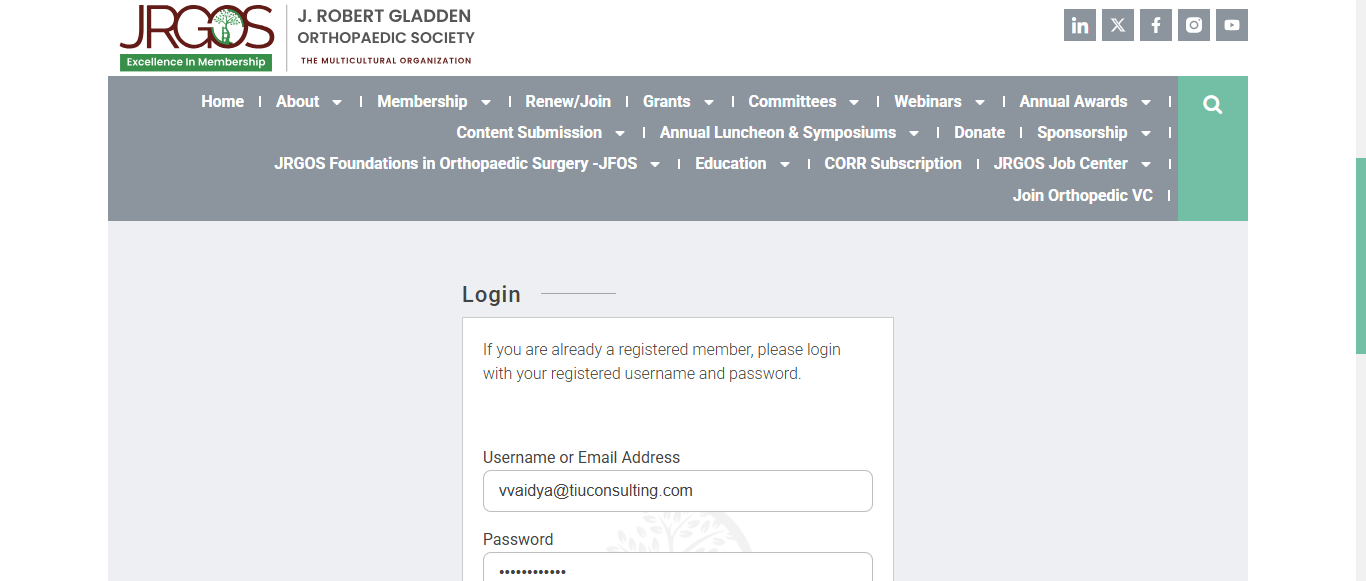 JRGOS
Excellence In Membership
J. ROBERT GLADDEN
ORTHOPAEDIC SOCIETY
THE MULTICULTURAL ORGANIZATION
Home About Membership Renew/Join Grants Committees Webinars Annual Awards
Content Submission Annual Luncheon & Symposiums Donate Sponsorship
JRGOS Foundations in Orthopaedic Surgery -JFOS Education CORR Subscription JRGOS Job Center
Join Orthopedic VC
Login
If you are already a registered member, please login
with your registered username and password.
Username or Email Address
vvaidya@tiuconsulting.com
Password
••••••••••••